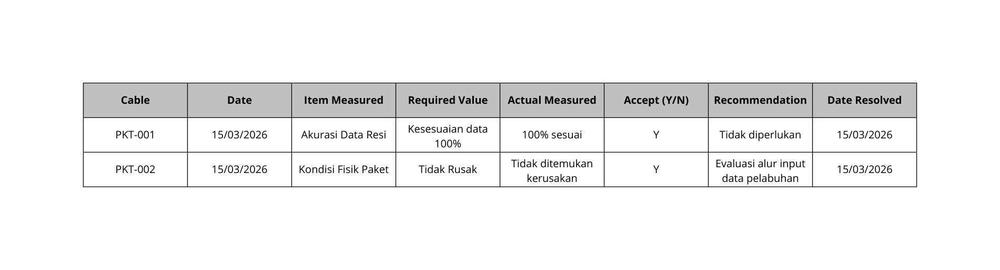 Cable Date Item Measured Required Value Actual Measured Accept (Y/N) Recommendation Date Resolved
PKT-001 15/03/2026 Akurasi Data Resi Kesesuaian data 100% 100% sesuai Y Tidak diperlukan 15/03/2026
PKT-002 15/03/2026 Kondisi Fisik Paket Tidak Rusak Tidak ditemukan kerusakan Y Evaluasi alur input data pelabuhan 15/03/2026